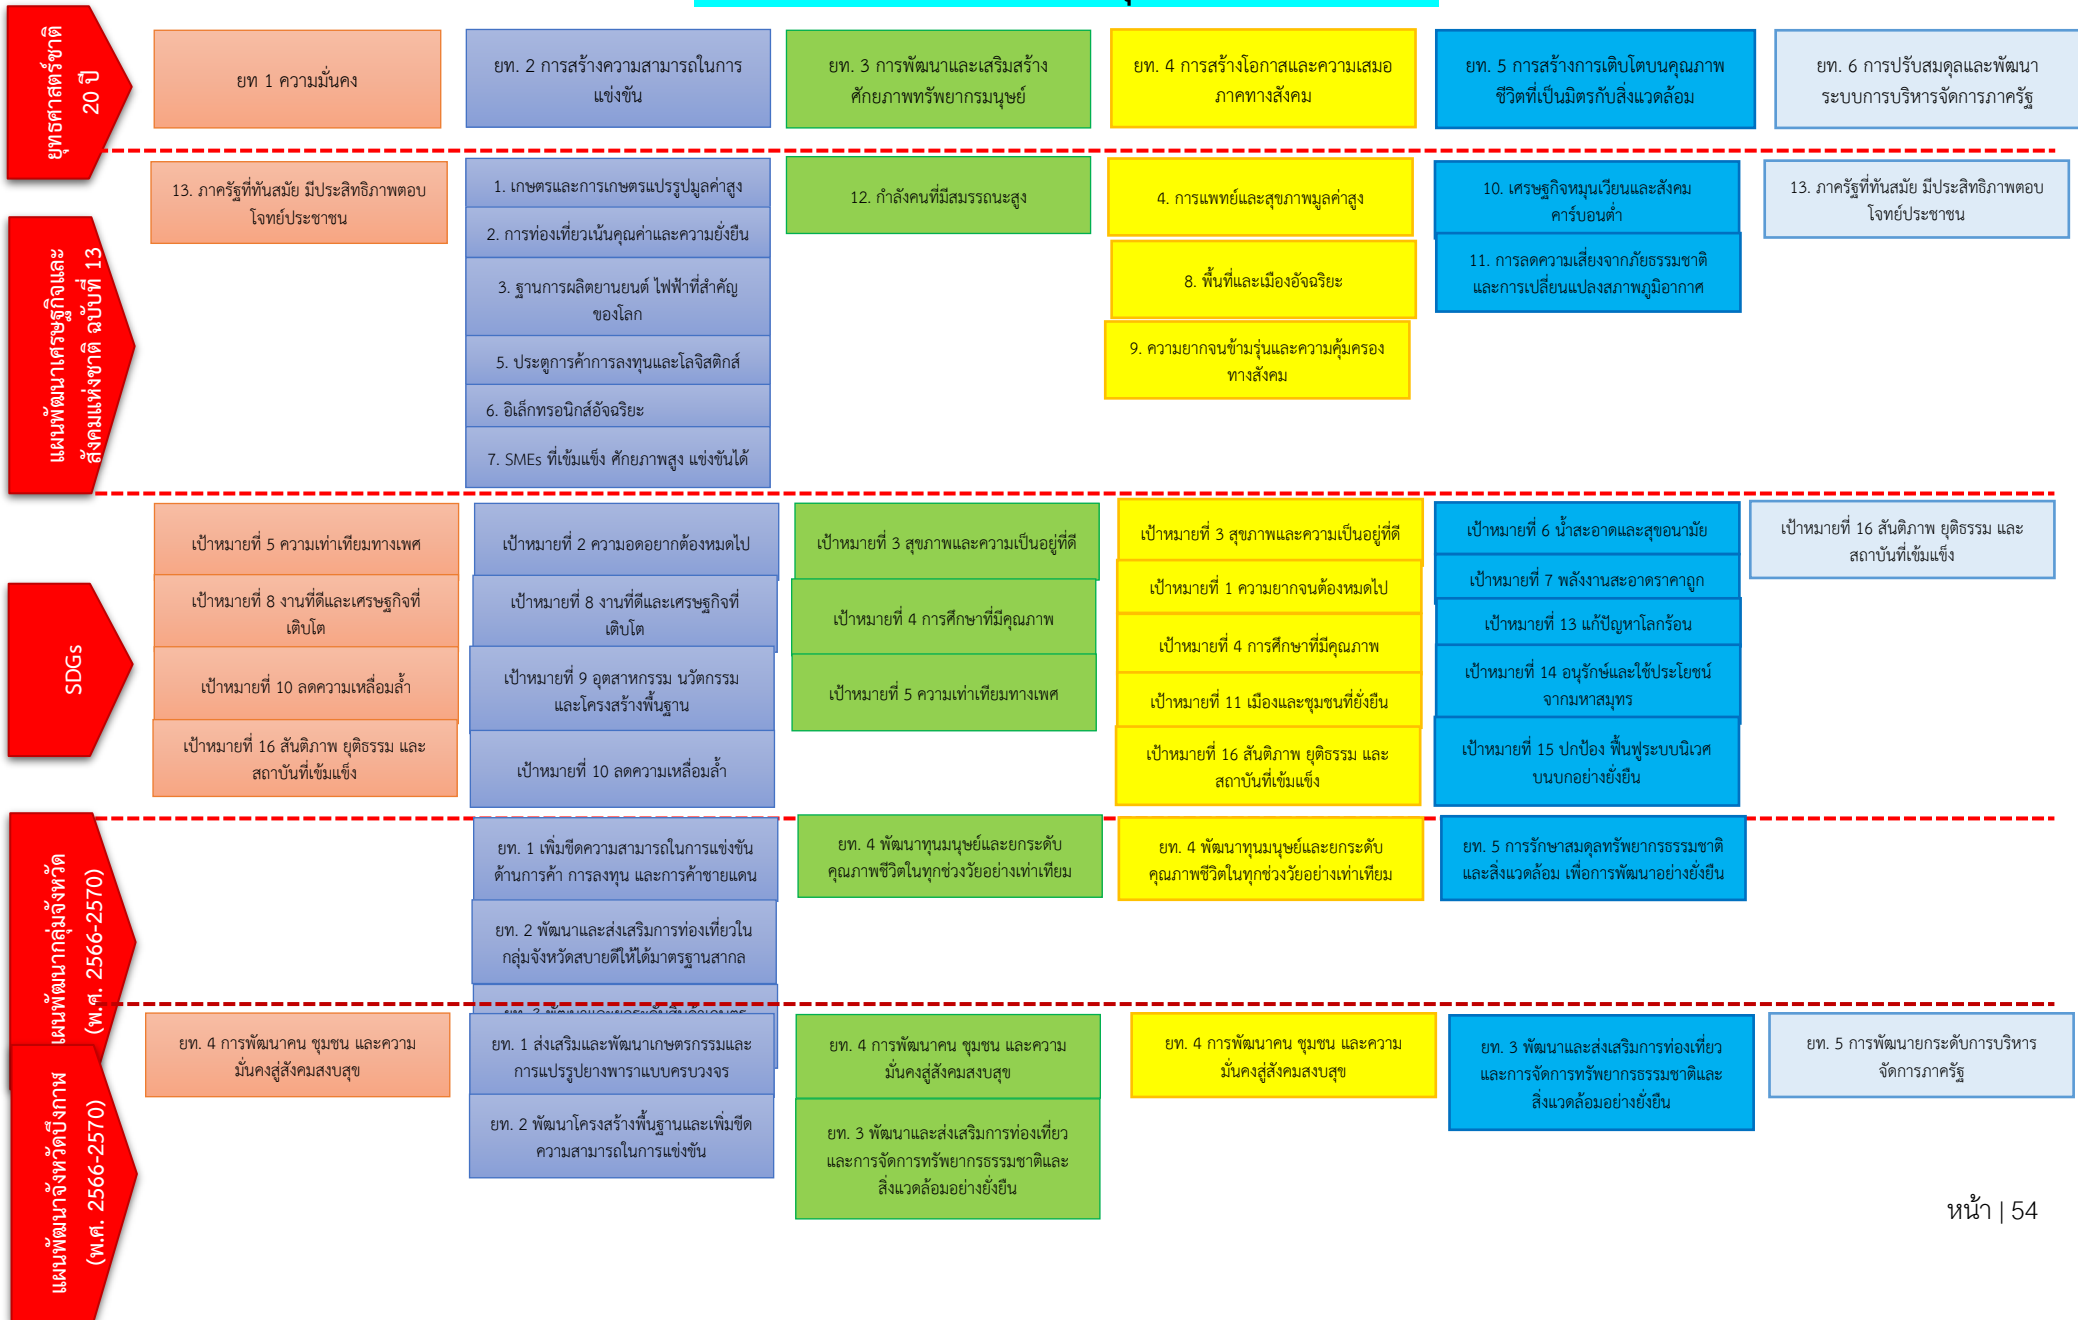 ยุทธศาสตร์ชาติ
20 ปี
ยท 1 ความมั่นคง
ยท. 2 การสร้างความสามารถในการ
แข่งขัน
ยท. 3 การพัฒนาและเสริมสร้าง
ศักยภาพทรัพยากรมนุษย์
ยท. 4 การสร้างโอกาสและความเสมอ
ภาคทางสังคม
ยท. 5 การสร้างการเติบโตบนคุณภาพ
ชีวิตที่เป็นมิตรกับสิ่งแวดล้อม
ยท. 6 การปรับสมดุลและพัฒนา
ระบบการบริหารจัดการภาครัฐ
แผนพัฒนาเศรษฐกิจและ
สังคมแห่งชาติ ฉบับที่ 13
13. ภาครัฐที่ทันสมัย มีประสิทธิภาพตอบ
โจทย์ประชาชน
1. เกษตรและการเกษตรแปรรูปมูลค่าสูง
2. การท่องเที่ยวเน้นคุณค่าและความยั่งยืน
3. ฐานการผลิตยานยนต์ ไฟฟ้าที่สำคัญ
ของโลก
5. ประตูการค้าการลงทุนและโลจิสติกส์
6. อิเล็กทรอนิกส์อัจฉริยะ
7. SMEs ที่เข้มแข็ง ศักยภาพสูง แข่งขันได้
12. กำลังคนที่มีสมรรถนะสูง
4. การแพทย์และสุขภาพมูลค่าสูง
8. พื้นที่และเมืองอัจฉริยะ
9. ความยากจนข้ามรุ่นและความคุ้มครอง
ทางสังคม
10. เศรษฐกิจหมุนเวียนและสังคม
คาร์บอนต่ำ
11. การลดความเสี่ยงจากภัยธรรมชาติ
และการเปลี่ยนแปลงสภาพภูมิอากาศ
13. ภาครัฐที่ทันสมัย มีประสิทธิภาพตอบ
โจทย์ประชาชน
SDGs
เป้าหมายที่ 5 ความเท่าเทียมทางเพศ
เป้าหมายที่ 8 งานที่ดีและเศรษฐกิจที่
เติบโต
เป้าหมายที่ 10 ลดความเหลื่อมล้ำ
เป้าหมายที่ 16 สันติภาพ ยุติธรรม และ
สถาบันที่เข้มแข็ง
เป้าหมายที่ 2 ความอดอยากต้องหมดไป
เป้าหมายที่ 8 งานที่ดีและเศรษฐกิจที่
เติบโต
เป้าหมายที่ 9 อุตสาหกรรม นวัตกรรม
และโครงสร้างพื้นฐาน
เป้าหมายที่ 10 ลดความเหลื่อมล้ำ
เป้าหมายที่ 3 สุขภาพและความเป็นอยู่ที่ดี
เป้าหมายที่ 4 การศึกษาที่มีคุณภาพ
เป้าหมายที่ 5 ความเท่าเทียมทางเพศ
เป้าหมายที่ 3 สุขภาพและความเป็นอยู่ที่ดี
เป้าหมายที่ 1 ความยากจนต้องหมดไป
เป้าหมายที่ 4 การศึกษาที่มีคุณภาพ
เป้าหมายที่ 11 เมืองและชุมชนที่ยั่งยืน
เป้าหมายที่ 16 สันติภาพ ยุติธรรม และ
สถาบันที่เข้มแข็ง
เป้าหมายที่ 6 น้ำสะอาดและสุขอนามัย
เป้าหมายที่ 7 พลังงานสะอาดราคาถูก
เป้าหมายที่ 13 แก้ปัญหาโลกร้อน
เป้าหมายที่ 14 อนุรักษ์และใช้ประโยชน์
จากมหาสมุทร
เป้าหมายที่ 15 ปกป้อง ฟื้นฟูระบบนิเวศ
บนบกอย่างยั่งยืน
เป้าหมายที่ 16 สันติภาพ ยุติธรรม และ
สถาบันที่เข้มแข็ง
แผนพัฒนากลุ่มจังหวัด
(พ.ศ. 2566-2570)
ยท. 1 เพิ่มขีดความสามารถในการแข่งขัน
ด้านการค้า การลงทุน และการค้าชายแดน
ยท. 2 พัฒนาและส่งเสริมการท่องเที่ยวใน
กลุ่มจังหวัดสบายดีให้ได้มาตรฐานสากล
ยท. 3 พัฒนาและยกระดับสินค้าเกษตร
ยท. 4 พัฒนาทุนมนุษย์และยกระดับ
คุณภาพชีวิตในทุกช่วงวัยอย่างเท่าเทียม
ยท. 4 พัฒนาทุนมนุษย์และยกระดับ
คุณภาพชีวิตในทุกช่วงวัยอย่างเท่าเทียม
ยท. 5 การรักษาสมดุลทรัพยากรธรรมชาติ
และสิ่งแวดล้อม เพื่อการพัฒนาอย่างยั่งยืน
แผนพัฒนาจังหวัดบึงกาฬ
(พ.ศ. 2566-2570)
ยท. 4 การพัฒนาคน ชุมชน และความ
มั่นคงสู่สังคมสงบสุข
ยท. 1 ส่งเสริมและพัฒนาเกษตรกรรมและ
การแปรรูปยางพาราแบบครบวงจร
ยท. 2 พัฒนาโครงสร้างพื้นฐานและเพิ่มขีด
ความสามารถในการแข่งขัน
ยท. 4 การพัฒนาคน ชุมชน และความ
มั่นคงสู่สังคมสงบสุข
ยท. 3 พัฒนาและส่งเสริมการท่องเที่ยว
และการจัดการทรัพยากรธรรมชาติและ
สิ่งแวดล้อมอย่างยั่งยืน
ยท. 4 การพัฒนาคน ชุมชน และความ
มั่นคงสู่สังคมสงบสุข
ยท. 3 พัฒนาและส่งเสริมการท่องเที่ยว
และการจัดการทรัพยากรธรรมชาติและ
สิ่งแวดล้อมอย่างยั่งยืน
ยท. 5 การพัฒนายกระดับการบริหาร
จัดการภาครัฐ
หน้า | 54